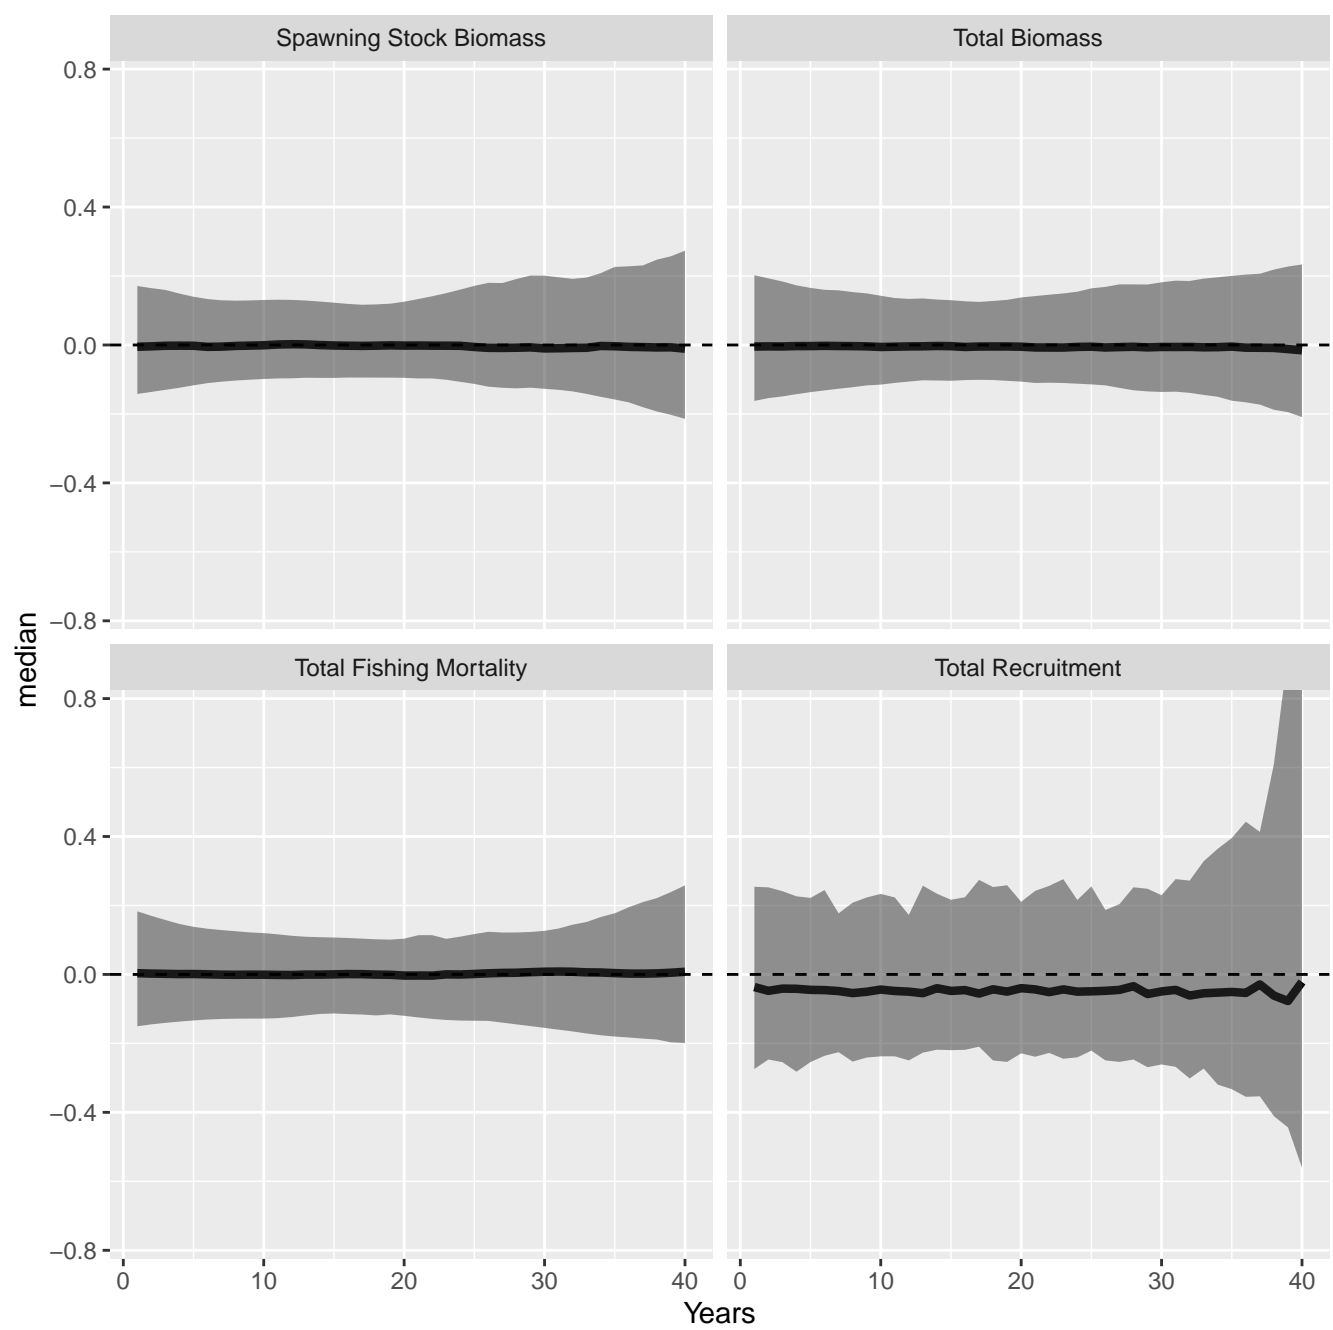 Spawning Stock Biomass
Total Biomass
0.8
0.4
0.0
−0.4
−0.8
median
Total Fishing Mortality
Total Recruitment
0.8
0.4
0.0
−0.4
−0.8
0 10 20 30 40
0 10 20 30 40
Years